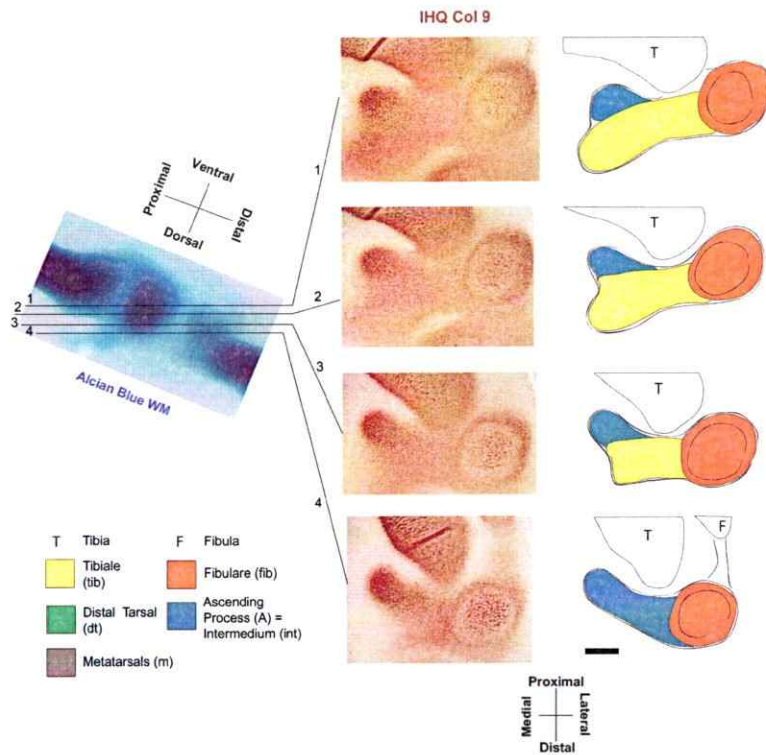 IHQ Col 9
T
1
Ventral
Proximal
Distal
Dorsal
T
2
1
2
3
4
3
T
Alcian Blue WM
4
T Tibia
F Fibula
T
F
Tibiale
(tib)
Fibulare (fib)
Distal Tarsal
(dt)
Ascending
Process (A) =
Intermedium (int)
Metatarsals (m)
Proximal
Medial
Lateral
Distal